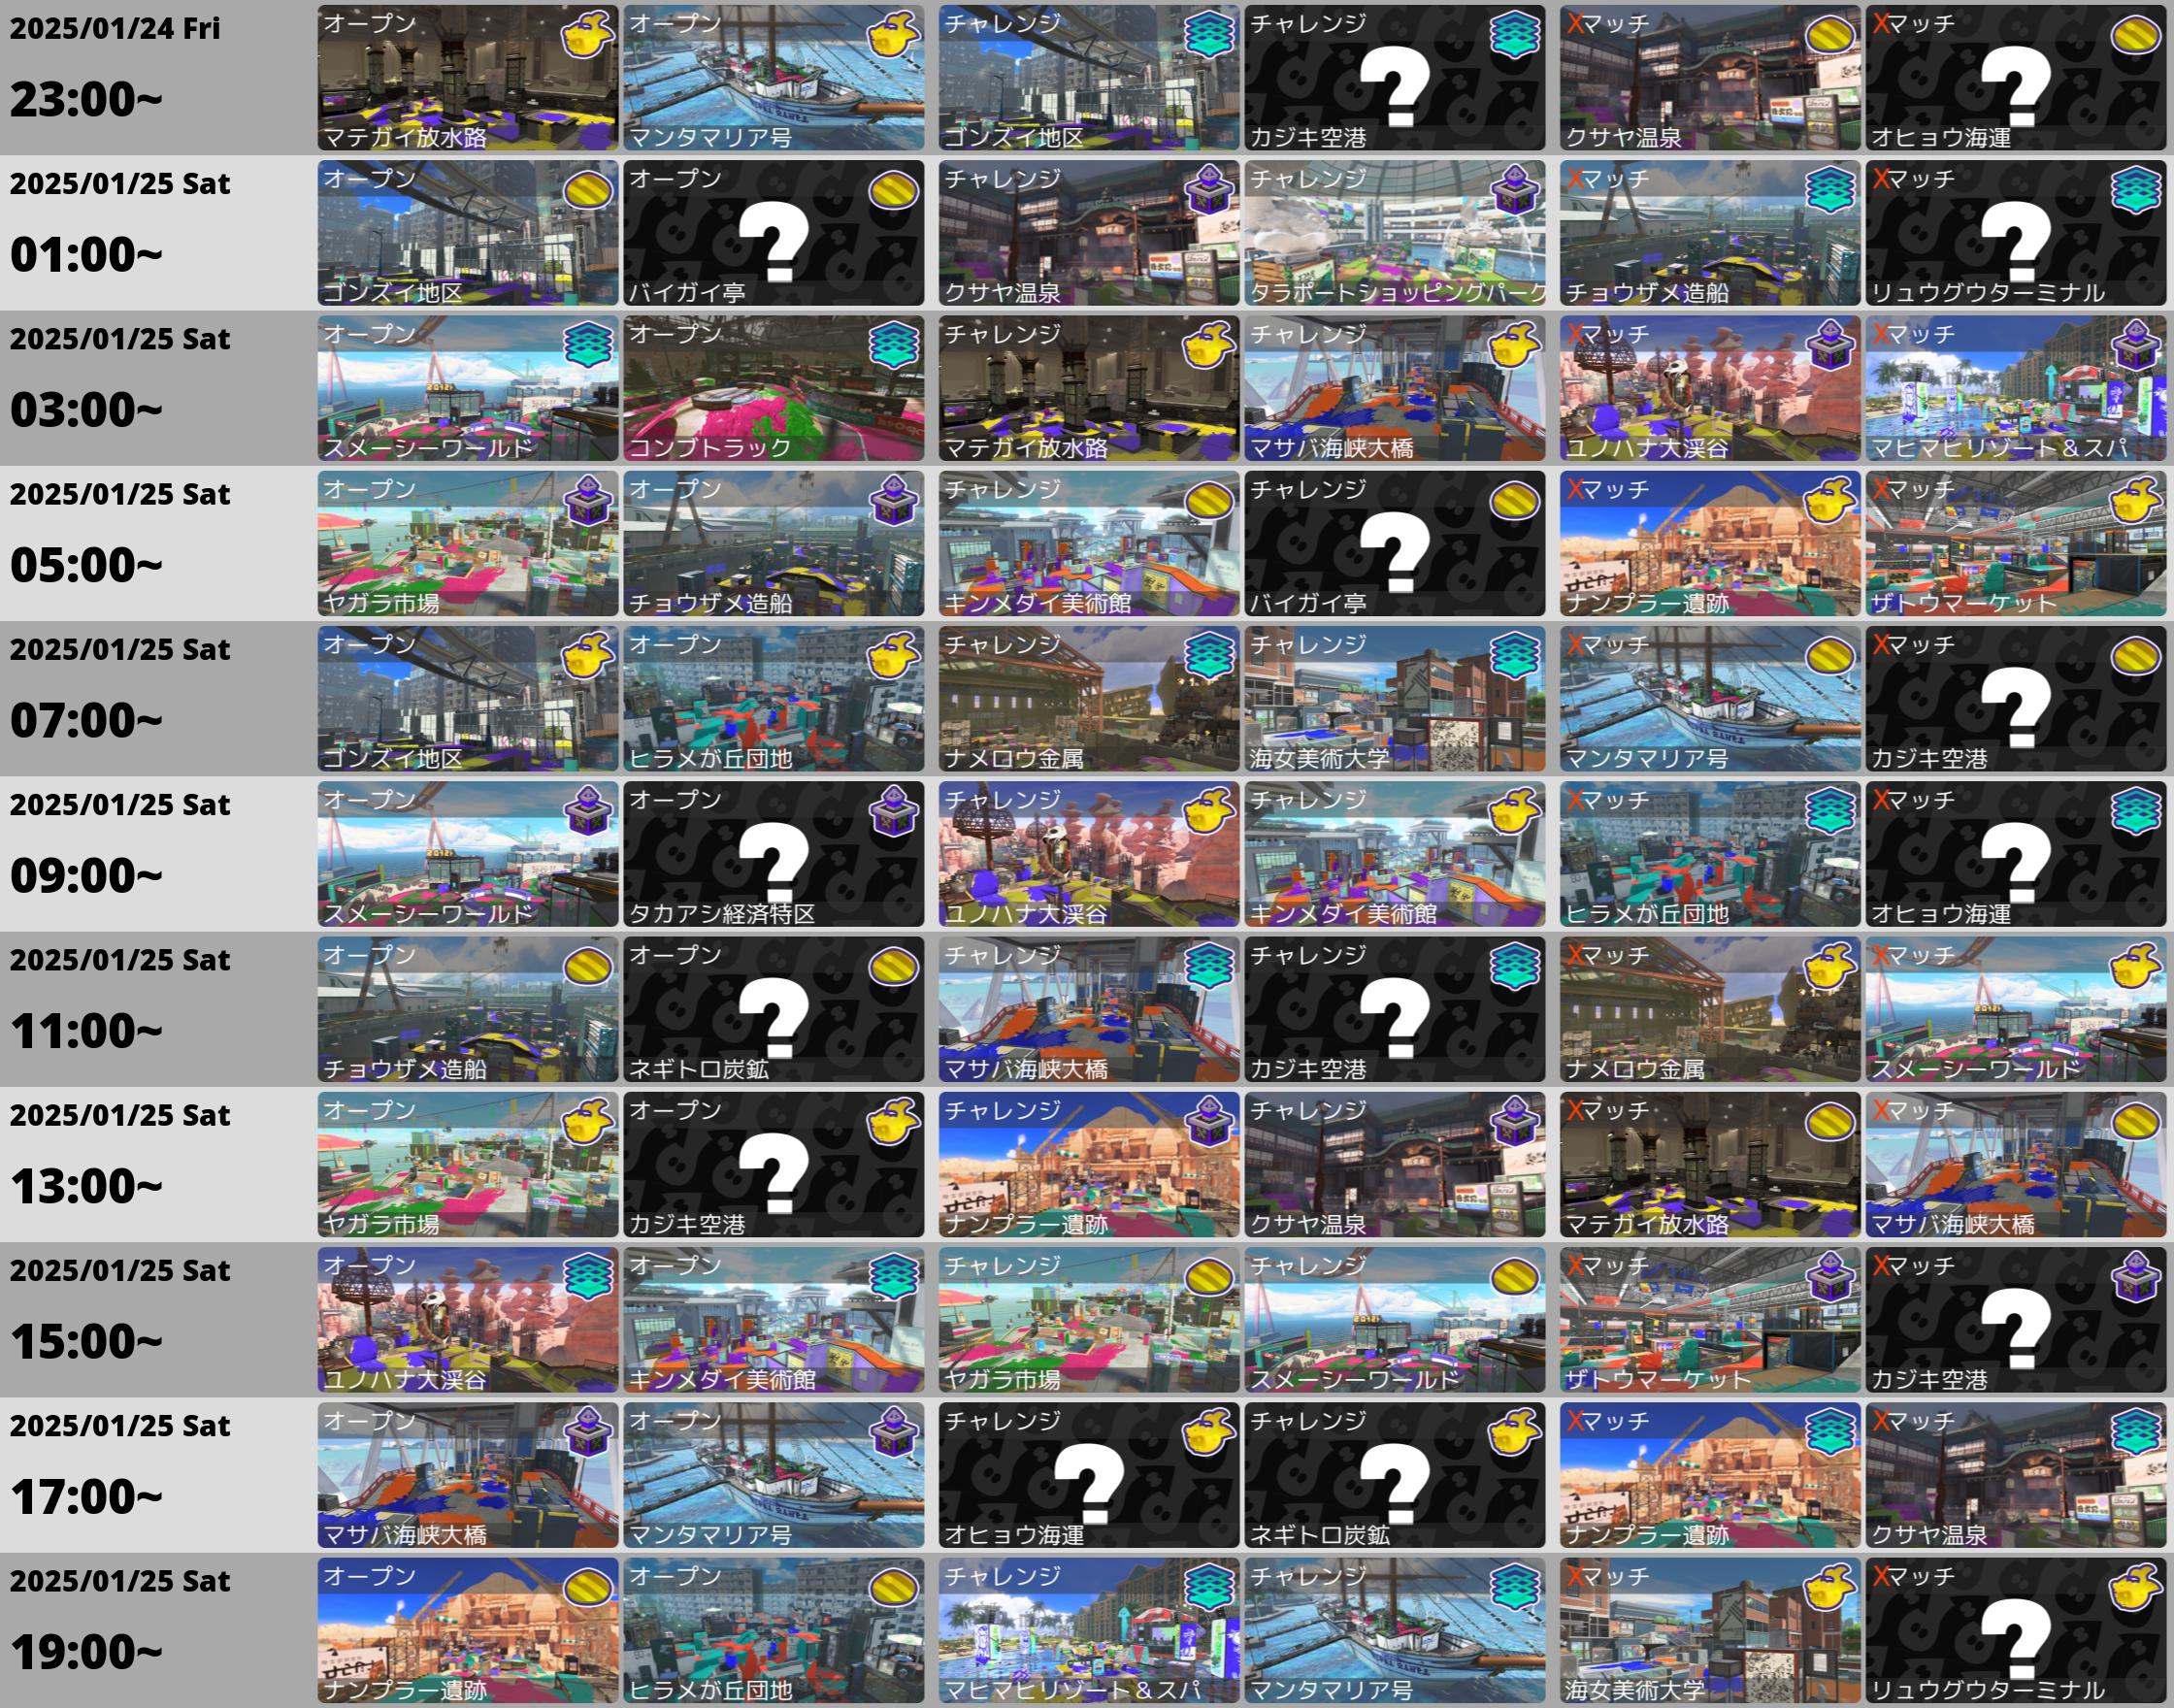 2025/01/24 Fri
23:00~
オープン オープン チャレンジ チャレンジ Xマッチ Xマッチ
マテガイ放水路 マンタマリア号 ゴンズイ地区 カジキ空港 クサヤ温泉 オヒョウ海運
2025/01/25 Sat
01:00~
オープン オープン チャレンジ チャレンジ Xマッチ Xマッチ
ゴンズイ地区 バイガイ亭 クサヤ温泉 タラポートショッピングパーク チョウザメ造船 リュウグウターミナル
2025/01/25 Sat
03:00~
オープン オープン チャレンジ チャレンジ Xマッチ Xマッチ
スメーシーワールド コンブトラック マテガイ放水路 マサバ海峡大橋 ユノハナ大渓谷 マヒマヒリゾート&スパ
2025/01/25 Sat
05:00~
オープン オープン チャレンジ チャレンジ Xマッチ Xマッチ
ヤガラ市場 チョウザメ造船 キンメダイ美術館 バイガイ亭 ナンプラー遺跡 ザトウマーケット
2025/01/25 Sat
07:00~
オープン オープン チャレンジ チャレンジ Xマッチ Xマッチ
ゴンズイ地区 ヒラメが丘団地 ナメロウ金属 海女美術大学 マンタマリア号 カジキ空港
2025/01/25 Sat
09:00~
オープン オープン チャレンジ チャレンジ Xマッチ Xマッチ
スメーシーワールド タカアシ経済特区 ユノハナ大渓谷 キンメダイ美術館 ヒラメが丘団地 オヒョウ海運
2025/01/25 Sat
11:00~
オープン オープン チャレンジ チャレンジ Xマッチ Xマッチ
チョウザメ造船 ネギトロ炭鉱 マサバ海峡大橋 カジキ空港 ナメロウ金属 スメーシーワールド
2025/01/25 Sat
13:00~
オープン オープン チャレンジ チャレンジ Xマッチ Xマッチ
ヤガラ市場 カジキ空港 ナンプラー遺跡 クサヤ温泉 マテガイ放水路 マサバ海峡大橋
2025/01/25 Sat
15:00~
オープン オープン チャレンジ チャレンジ Xマッチ Xマッチ
ユノハナ大渓谷 キンメダイ美術館 ヤガラ市場 スメーシーワールド ザトウマーケット カジキ空港
2025/01/25 Sat
17:00~
オープン オープン チャレンジ チャレンジ Xマッチ Xマッチ
マサバ海峡大橋 マンタマリア号 オヒョウ海運 ネギトロ炭鉱 ナンプラー遺跡 クサヤ温泉
2025/01/25 Sat
19:00~
オープン オープン チャレンジ チャレンジ Xマッチ Xマッチ
ナンプラー遺跡 ヒラメが丘団地 マヒマヒリゾート&スパ マンタマリア号 海女美術大学 リュウグウターミナル